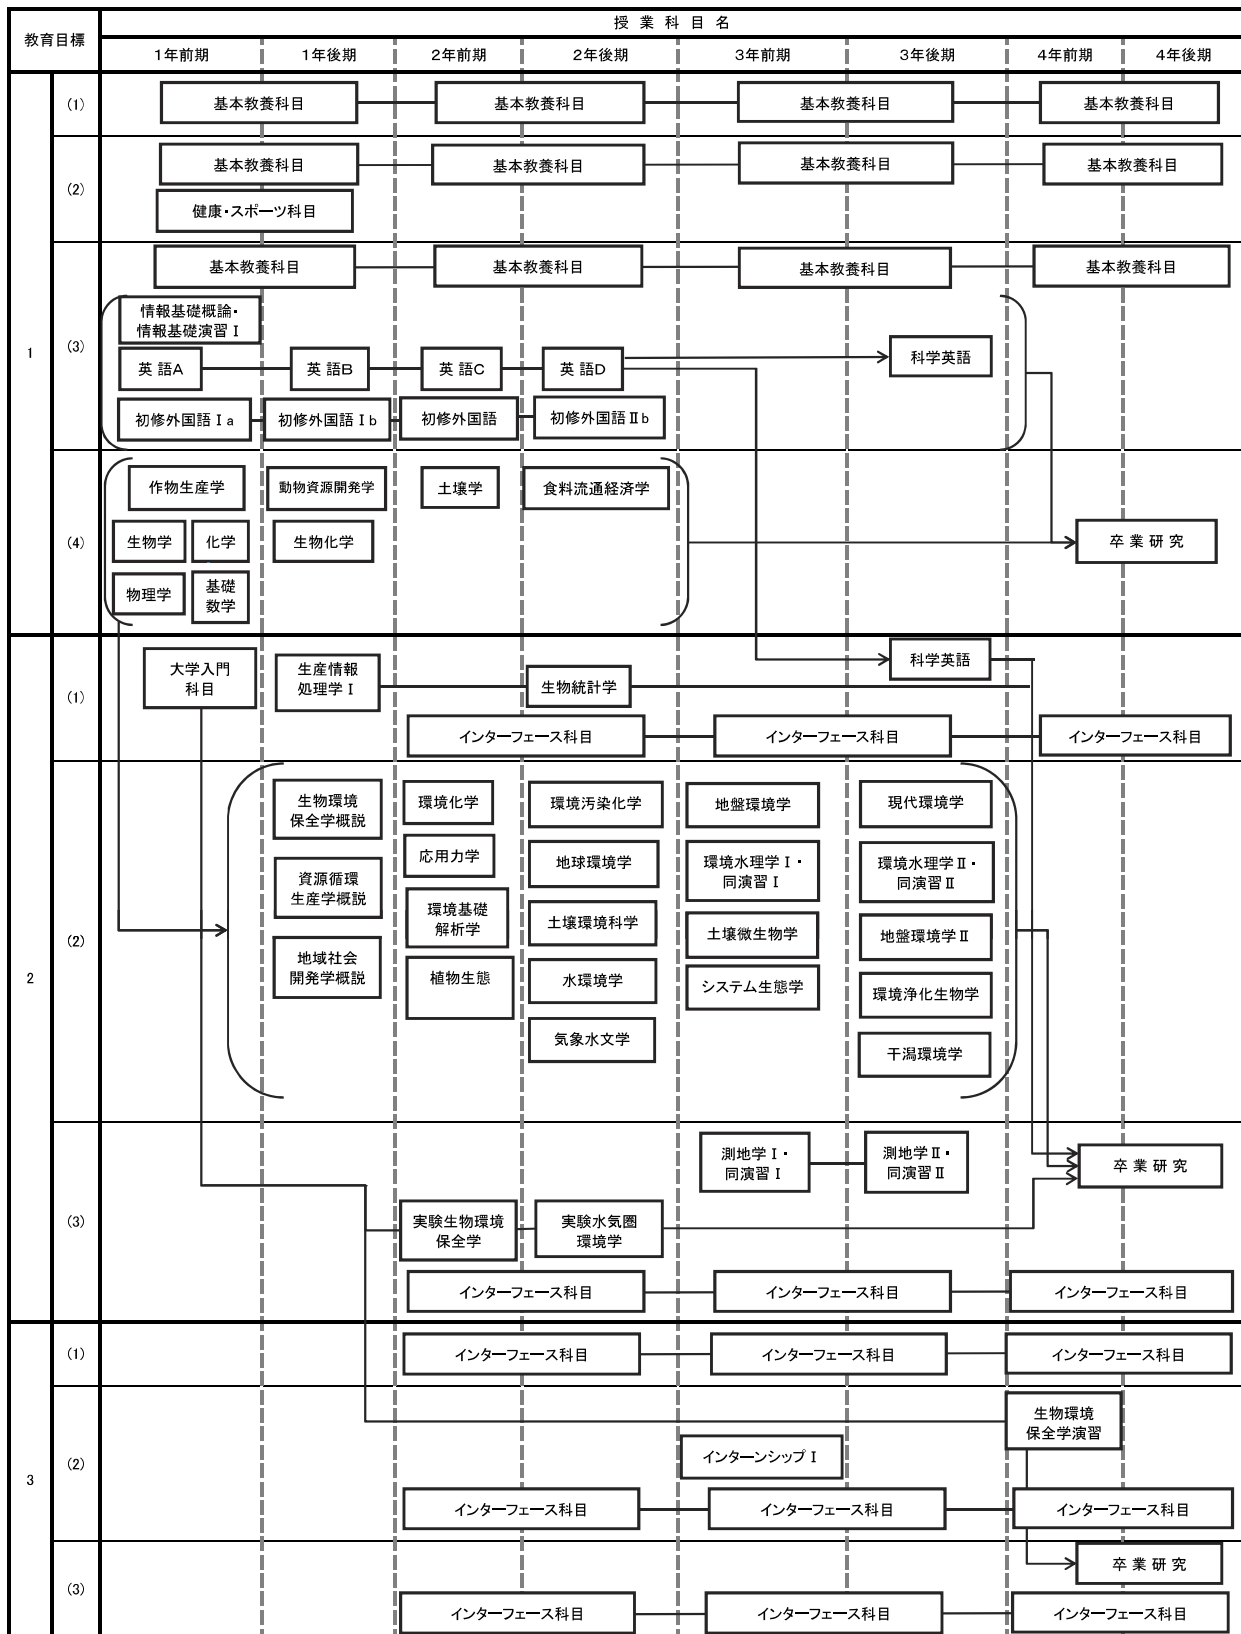 教育目標
授業科目名
1年前期
1年後期
2年前期
2年後期
3年前期
3年後期
4年前期
4年後期
1
(1)
基本教養科目
基本教養科目
基本教養科目
基本教養科目
(2)
基本教養科目
基本教養科目
基本教養科目
基本教養科目
健康・スポーツ科目
(3)
基本教養科目
基本教養科目
基本教養科目
基本教養科目
情報基礎概論・
情報基礎演習Ⅰ
英語A
英語B
英語C
英語D
科学英語
初修外国語Ⅰa
初修外国語Ⅰb
初修外国語
初修外国語Ⅱb
(4)
作物生産学
動物資源開発学
土壌学
食料流通経済学
生物学
化学
生物化学
卒業研究
物理学
基礎
数学
2
(1)
大学入門
科目
生産情報
処理学Ⅰ
生物統計学
科学英語
インターフェース科目
インターフェース科目
インターフェース科目
(2)
生物環境
保全学概説
環境化学
環境汚染化学
地盤環境学
現代環境学
応用力学
地球環境学
環境水理学Ⅰ・
同演習Ⅰ
環境水理学Ⅱ・
同演習Ⅱ
資源循環
生産学概説
環境基礎
解析学
土壌環境科学
土壌微生物学
地盤環境学Ⅱ
地域社会
開発学概説
植物生態
水環境学
システム生態学
環境浄化生物学
気象水文学
干潟環境学
(3)
測地学Ⅰ・
同演習Ⅰ
測地学Ⅱ・
同演習Ⅱ
卒業研究
実験生物環境
保全学
実験水気圏
環境学
インターフェース科目
インターフェース科目
インターフェース科目
3
(1)
インターフェース科目
インターフェース科目
インターフェース科目
(2)
生物環境
保全学演習
インターンシップⅠ
インターフェース科目
インターフェース科目
インターフェース科目
(3)
卒業研究
インターフェース科目
インターフェース科目
インターフェース科目